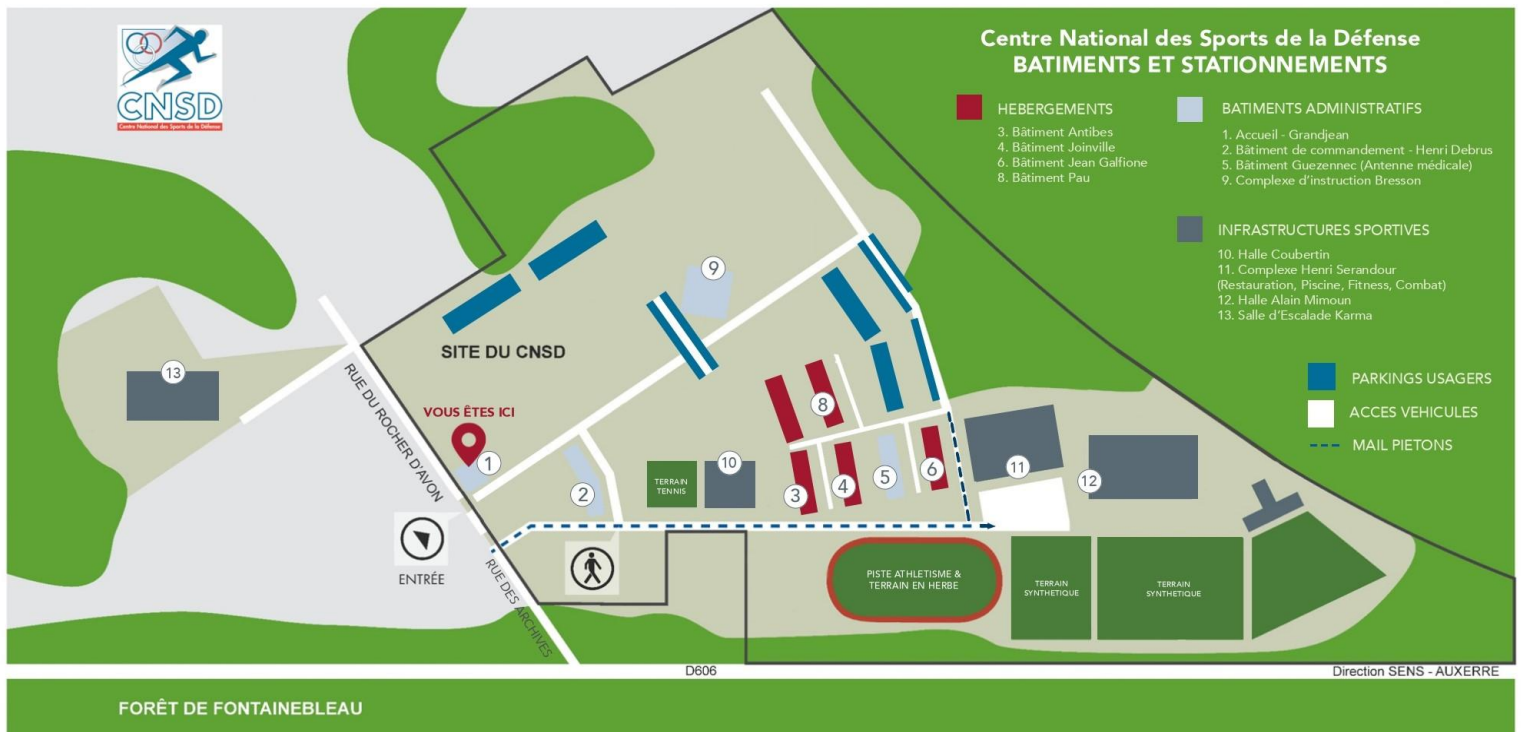 CNSD
Centre National des Sports de la Défense
Centre National des Sports de la Défense
BATIMENTS ET STATIONNEMENTS
HEBERGEMENTS
3. Bâtiment Antibes
4. Bâtiment Joinville
6. Bâtiment Jean Galfione
8. Bâtiment Pau
BATIMENTS ADMINISTRATIFS
1. Accueil - Grandjean
2. Bâtiment de commandement - Henri Debrus
5. Bâtiment Guezennec (Antenne médicale)
9. Complexe d'instruction Bresson
INFRASTRUCTURES SPORTIVES
10. Halle Coubertin
11. Complexe Henri Serandour
(Restauration, Piscine, Fitness, Combat)
12. Halle Alain Mimoun
13. Salle d'Escalade Karma
PARKINGS USAGERS
ACCES VEHICULES
MAIL PIETONS
9
SITE DU CNSD
13
RUE DU ROCHER D'AVON
VOUS ÊTES ICI
8
1
2
TERRAIN
TENNIS
10
3
4
5
6
11
12
ENTRÉE
RUE DES ARCHIVES
PISTE ATHLETISME &
TERRAIN EN HERBE
TERRAIN
SYNTHETIQUE
TERRAIN
SYNTHETIQUE
D606
Direction SENS - AUXERRE
FORÊT DE FONTAINEBLEAU